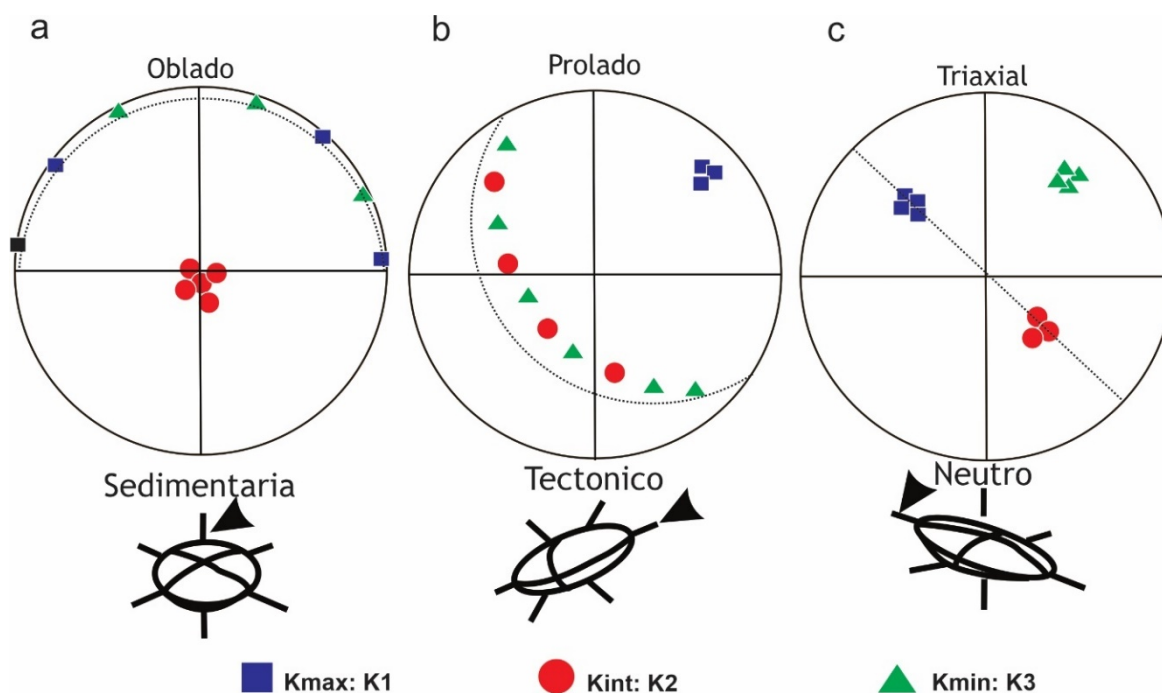 a
b
c
Oblado
Prolado
Triaxial
Sedimentaria
Tectonico
Neutro
Kmax: K1
Kint: K2
Kmin: K3